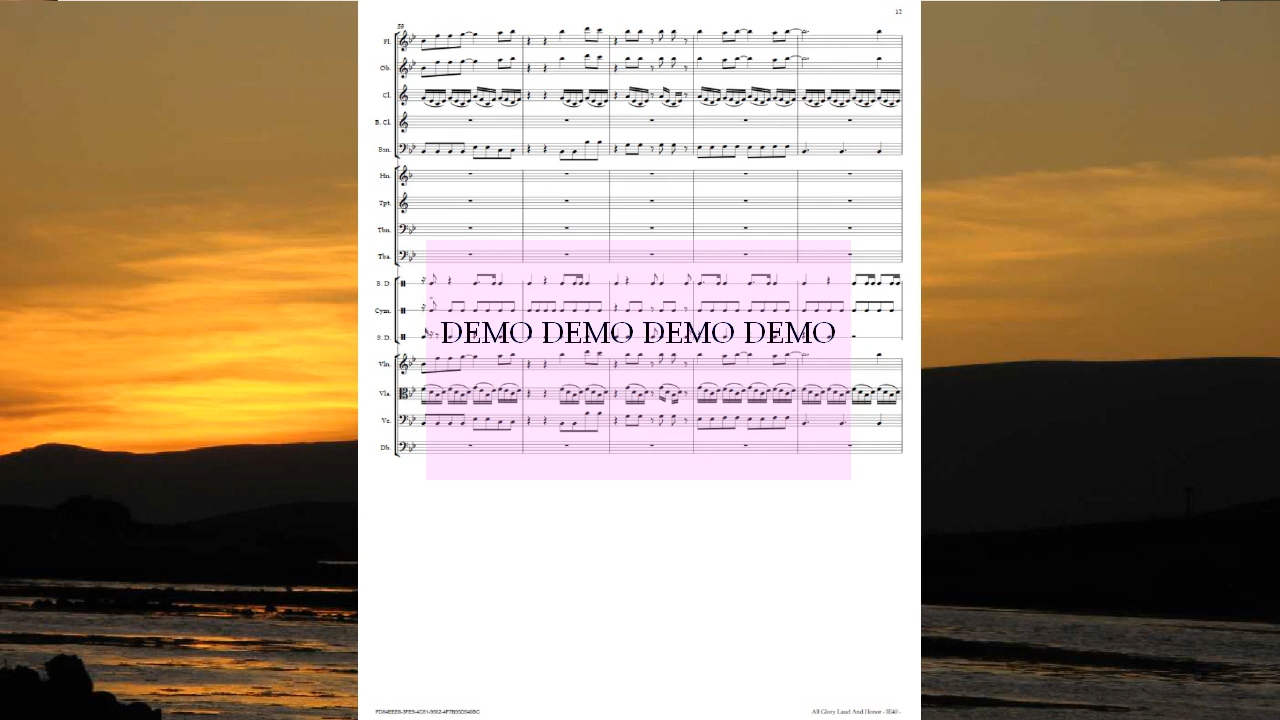 12
59
Fl.
Ob.
Cl.
B. Cl.
Bsn.
Hn.
Tpt.
Tbn.
Tba.
B. D.
Cym.
S. D.
DEMO DEMO DEMO DEMO
Vln.
Vla.
Vc.
Db.
All Glory Laud And Honor -